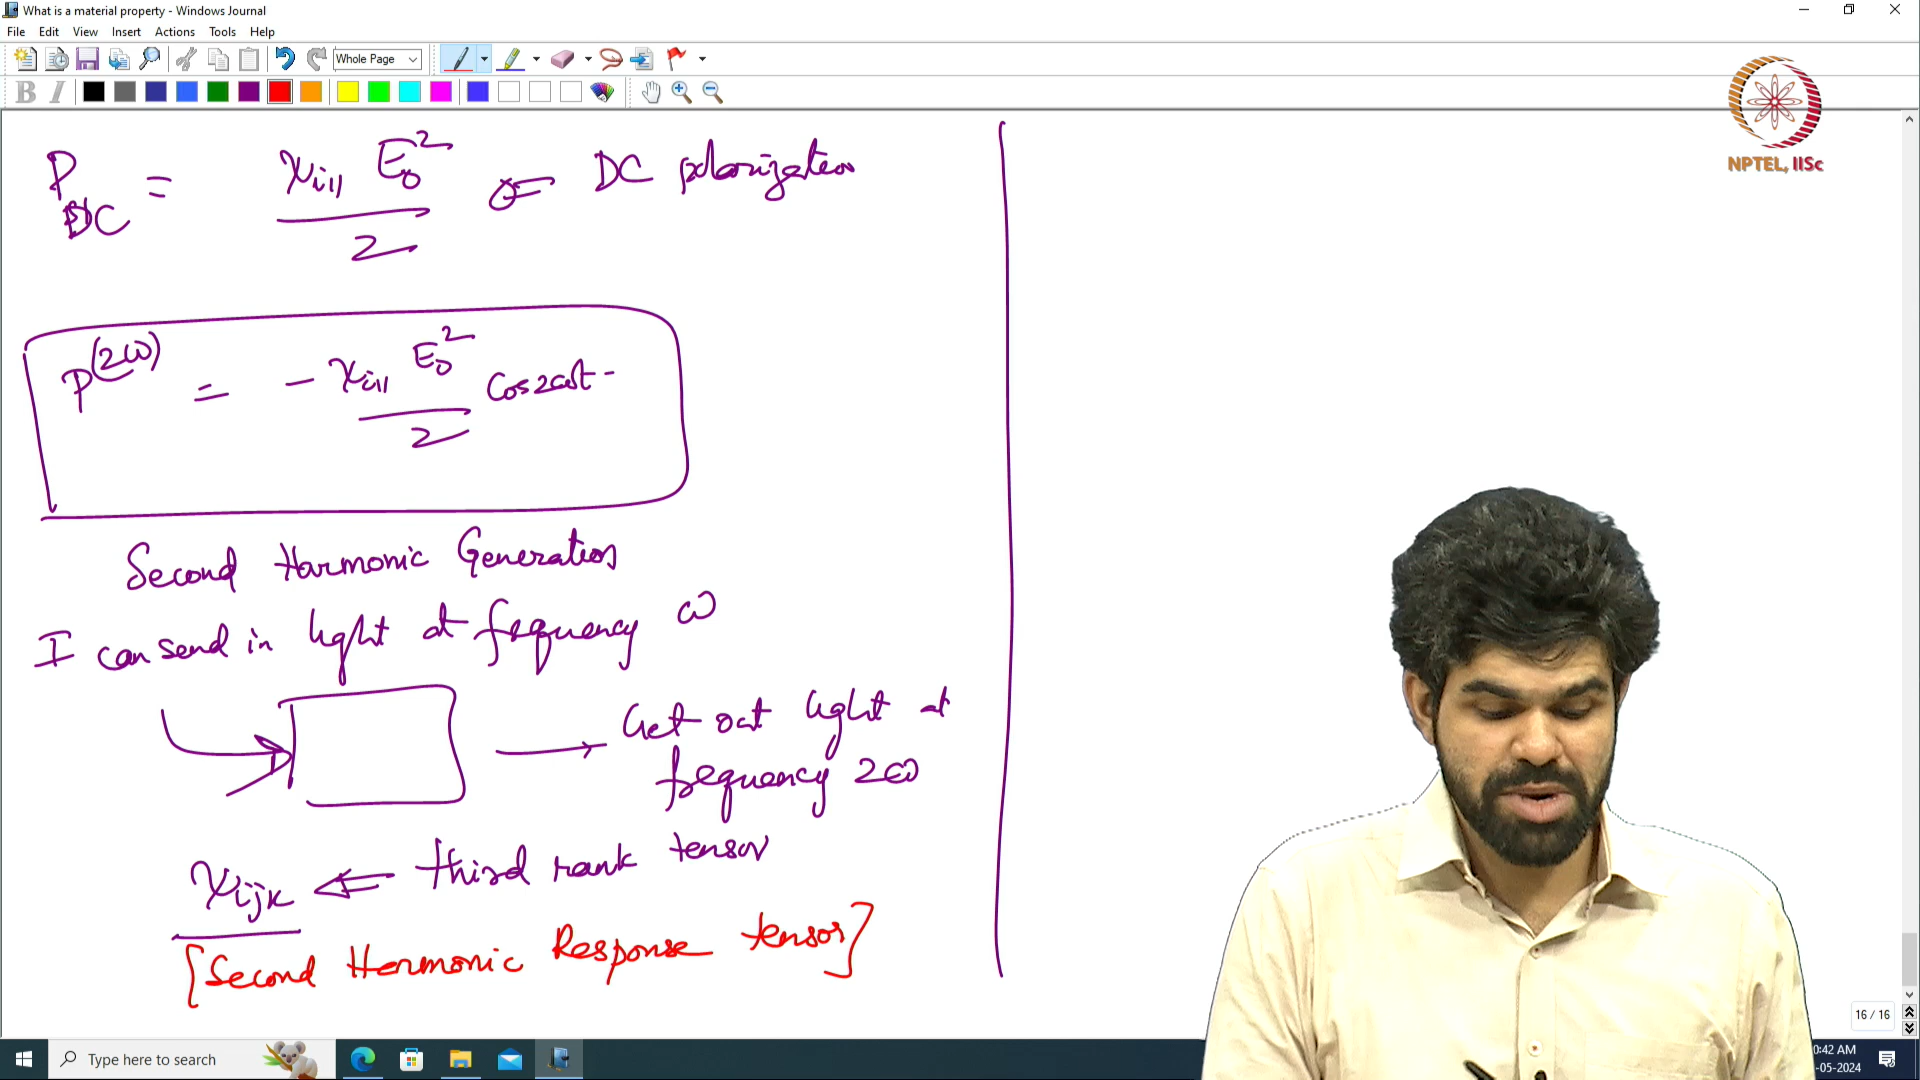 What is a material property - Windows Journal
File Edit View Insert Actions Tools Help
Whole Page
B I
NPTEL, IISc
P_DC = χ_i11 E_0^2 / 2 ⇐ DC polarization
P^(2ω) = - χ_i11 E_0^2 / 2 Cos2ωt
Second Harmonic Generation
I can send in light at frequency ω
Get out light at
frequency 2ω
χ_ijk ⇐ third rank tensor
[Second Harmonic Response tensor]
16 / 16
Type here to search
0:42 AM
-05-2024